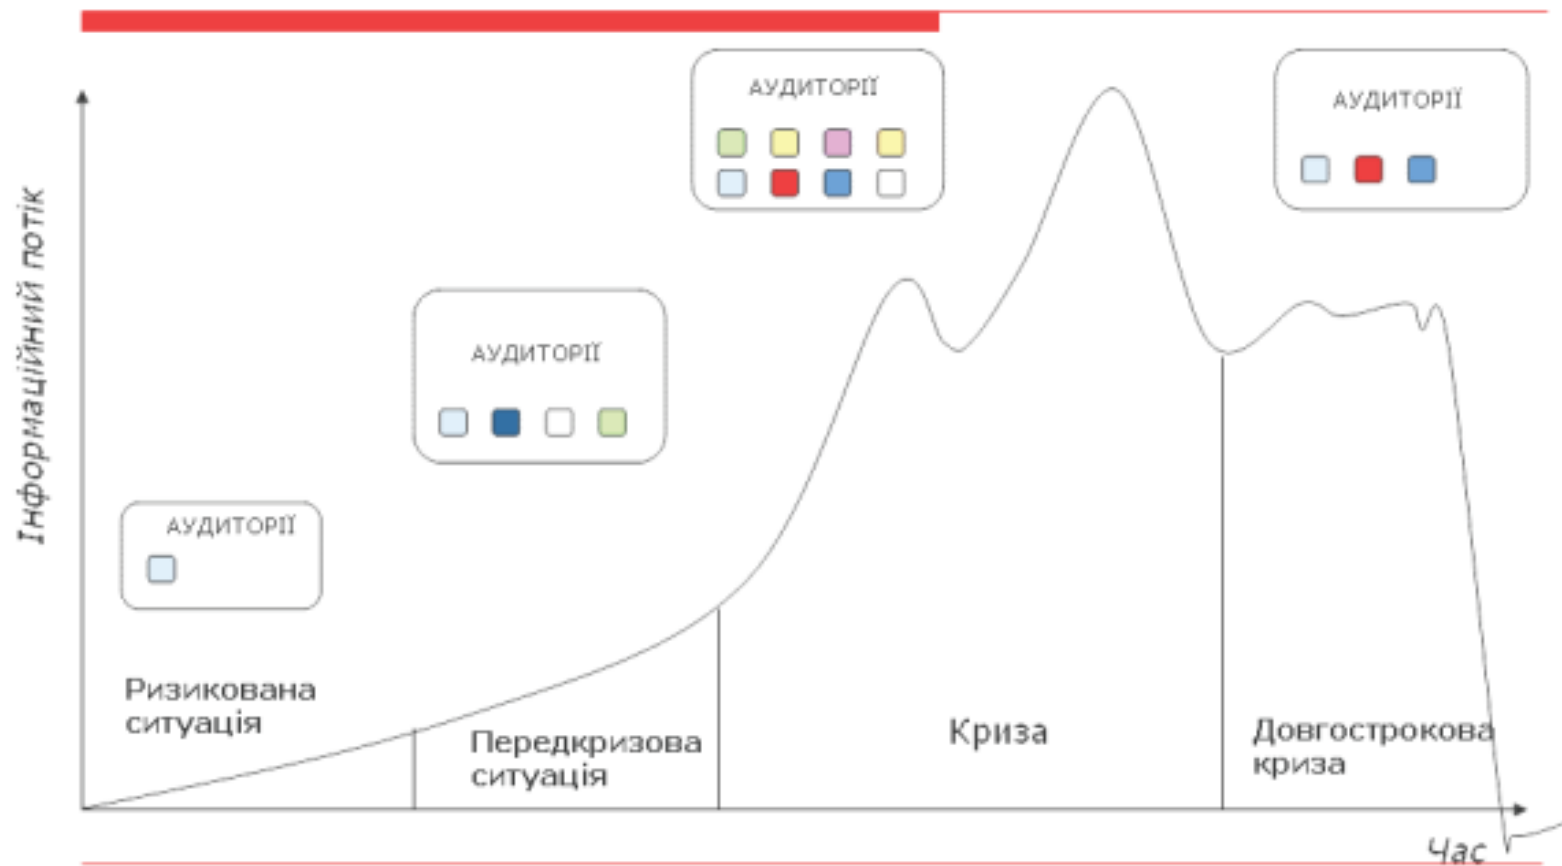 АУДИТОРІЇ
АУДИТОРІЇ
АУДИТОРІЇ
АУДИТОРІЇ
Інформаційний потік
Ризикована
ситуація
Передкризова
ситуація
Криза
Довгострокова
криза
Час